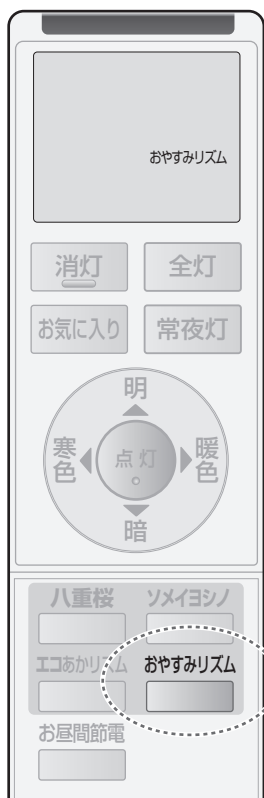 おやすみリズム
消灯 全灯
お気に入り 常夜灯
明
寒色 点灯 暖色
暗
八重桜 ソメイヨシノ
エコあかリズム おやすみリズム
お昼間節電